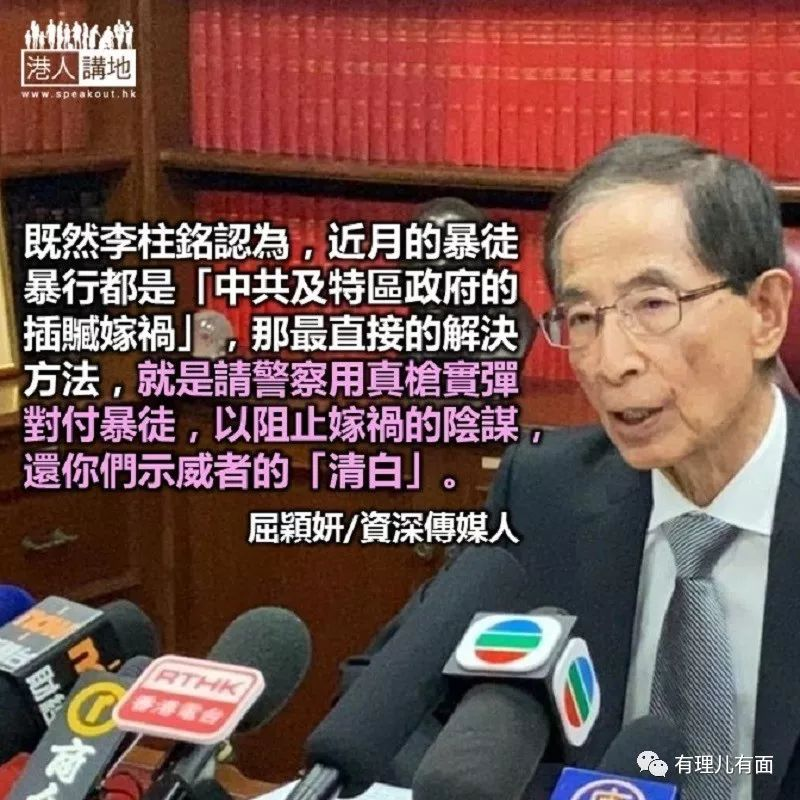 港人講地
www.speakout.hk
既然李柱銘認為，近月的暴徒
暴行都是「中共及特區政府的
插贓嫁禍」，那最直接的解決
方法，就是請警察用真槍實彈
對付暴徒，以阻止嫁禍的陰謀，
還你們示威者的「清白」。
屈穎妍/資深傳媒人
now
財經
RTHK
香港電台
商
有理儿有面